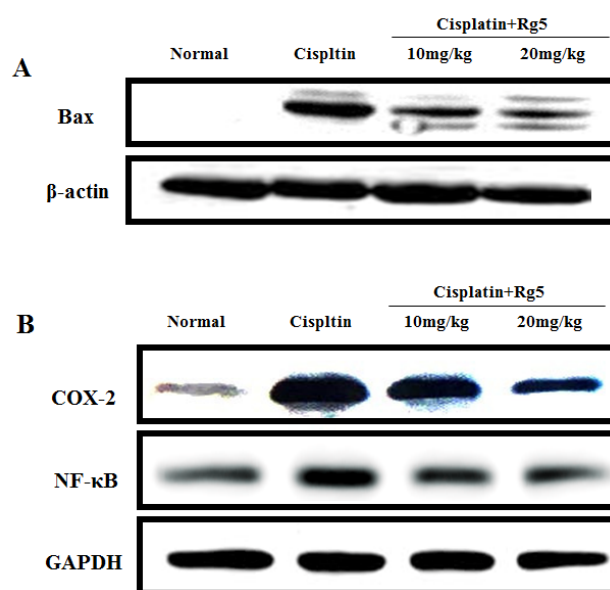 Cisplatin+Rg5
Normal Cispltin 10mg/kg 20mg/kg
A
Bax
β-actin
Cisplatin+Rg5
B
Normal Cispltin 10mg/kg 20mg/kg
COX-2
NF-κB
GAPDH